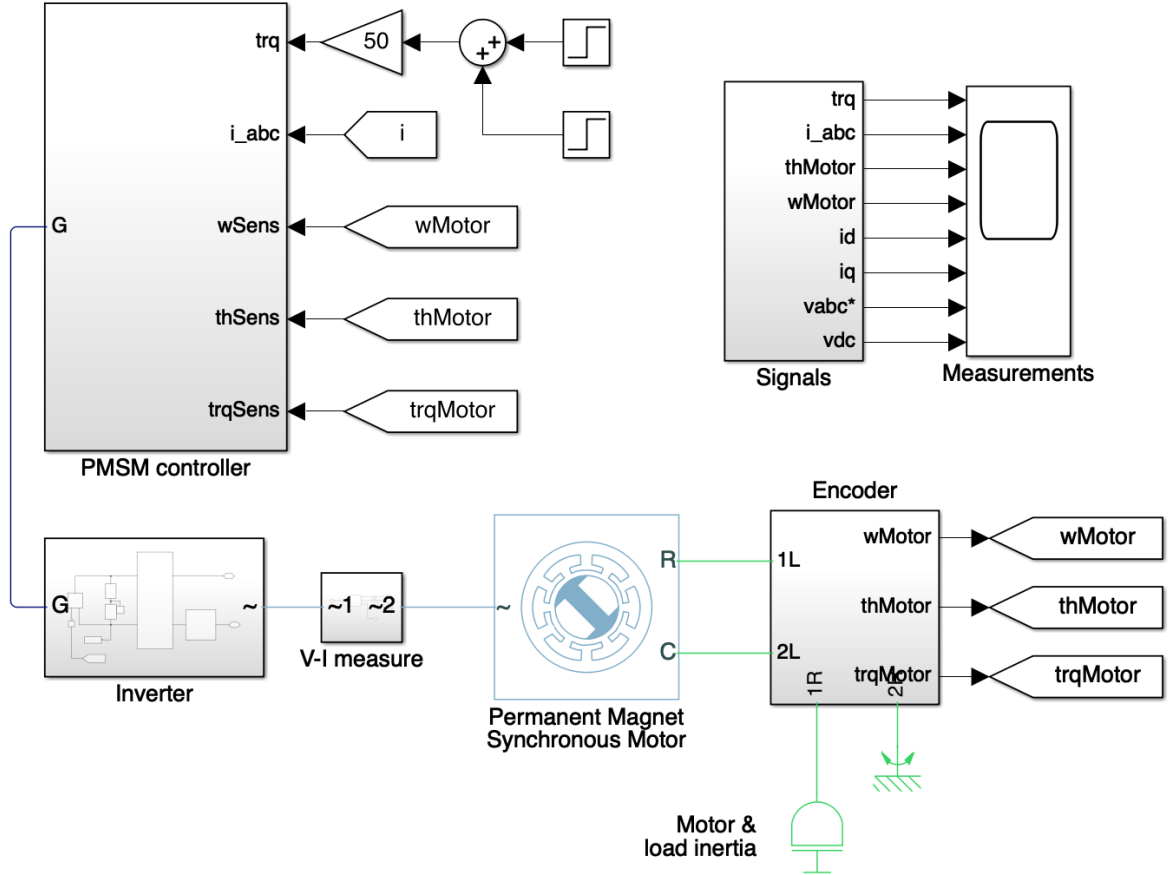 trq
50
+
+
i_abc
i
G
wSens
wMotor
thSens
thMotor
trqSens
trqMotor
PMSM controller
trq
i_abc
thMotor
wMotor
id
iq
vabc*
vdc
Signals
Measurements
G
~
Inverter
~1 ~2
V-I measure
~
R
C
Permanent Magnet
Synchronous Motor
Encoder
1L
2L
wMotor
thMotor
trqMotor
1R
2R
wMotor
thMotor
trqMotor
Motor &
load inertia